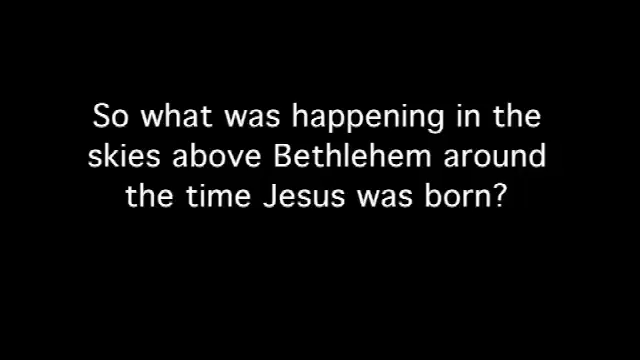 So what was happening in the
skies above Bethlehem around
the time Jesus was born?